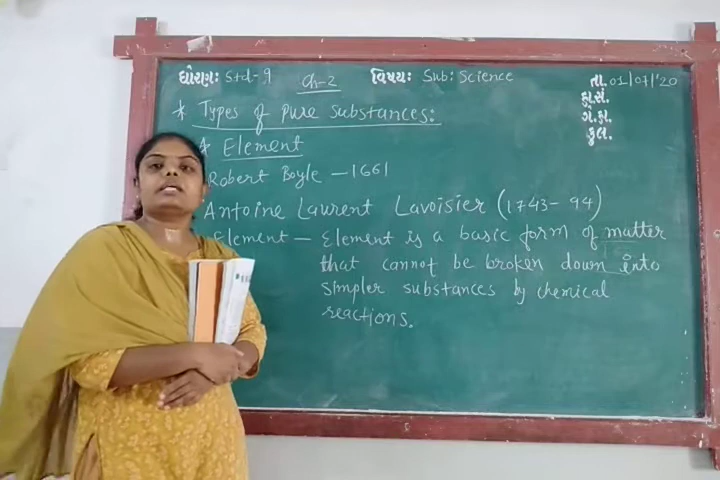 ધોરણઃ Std-9 ch-2 વિષયઃ Sub: Science તા. 01/07/'20
ક્રા.સં.
ગે.હા.
કુલ.
* Types of Pure Substances:
* Element
Robert Boyle - 1661
Antoine Laurent Lavoisier (1743-94)
Element - Element is a basic form of matter
that cannot be broken down into
simpler substances by chemical
reactions.